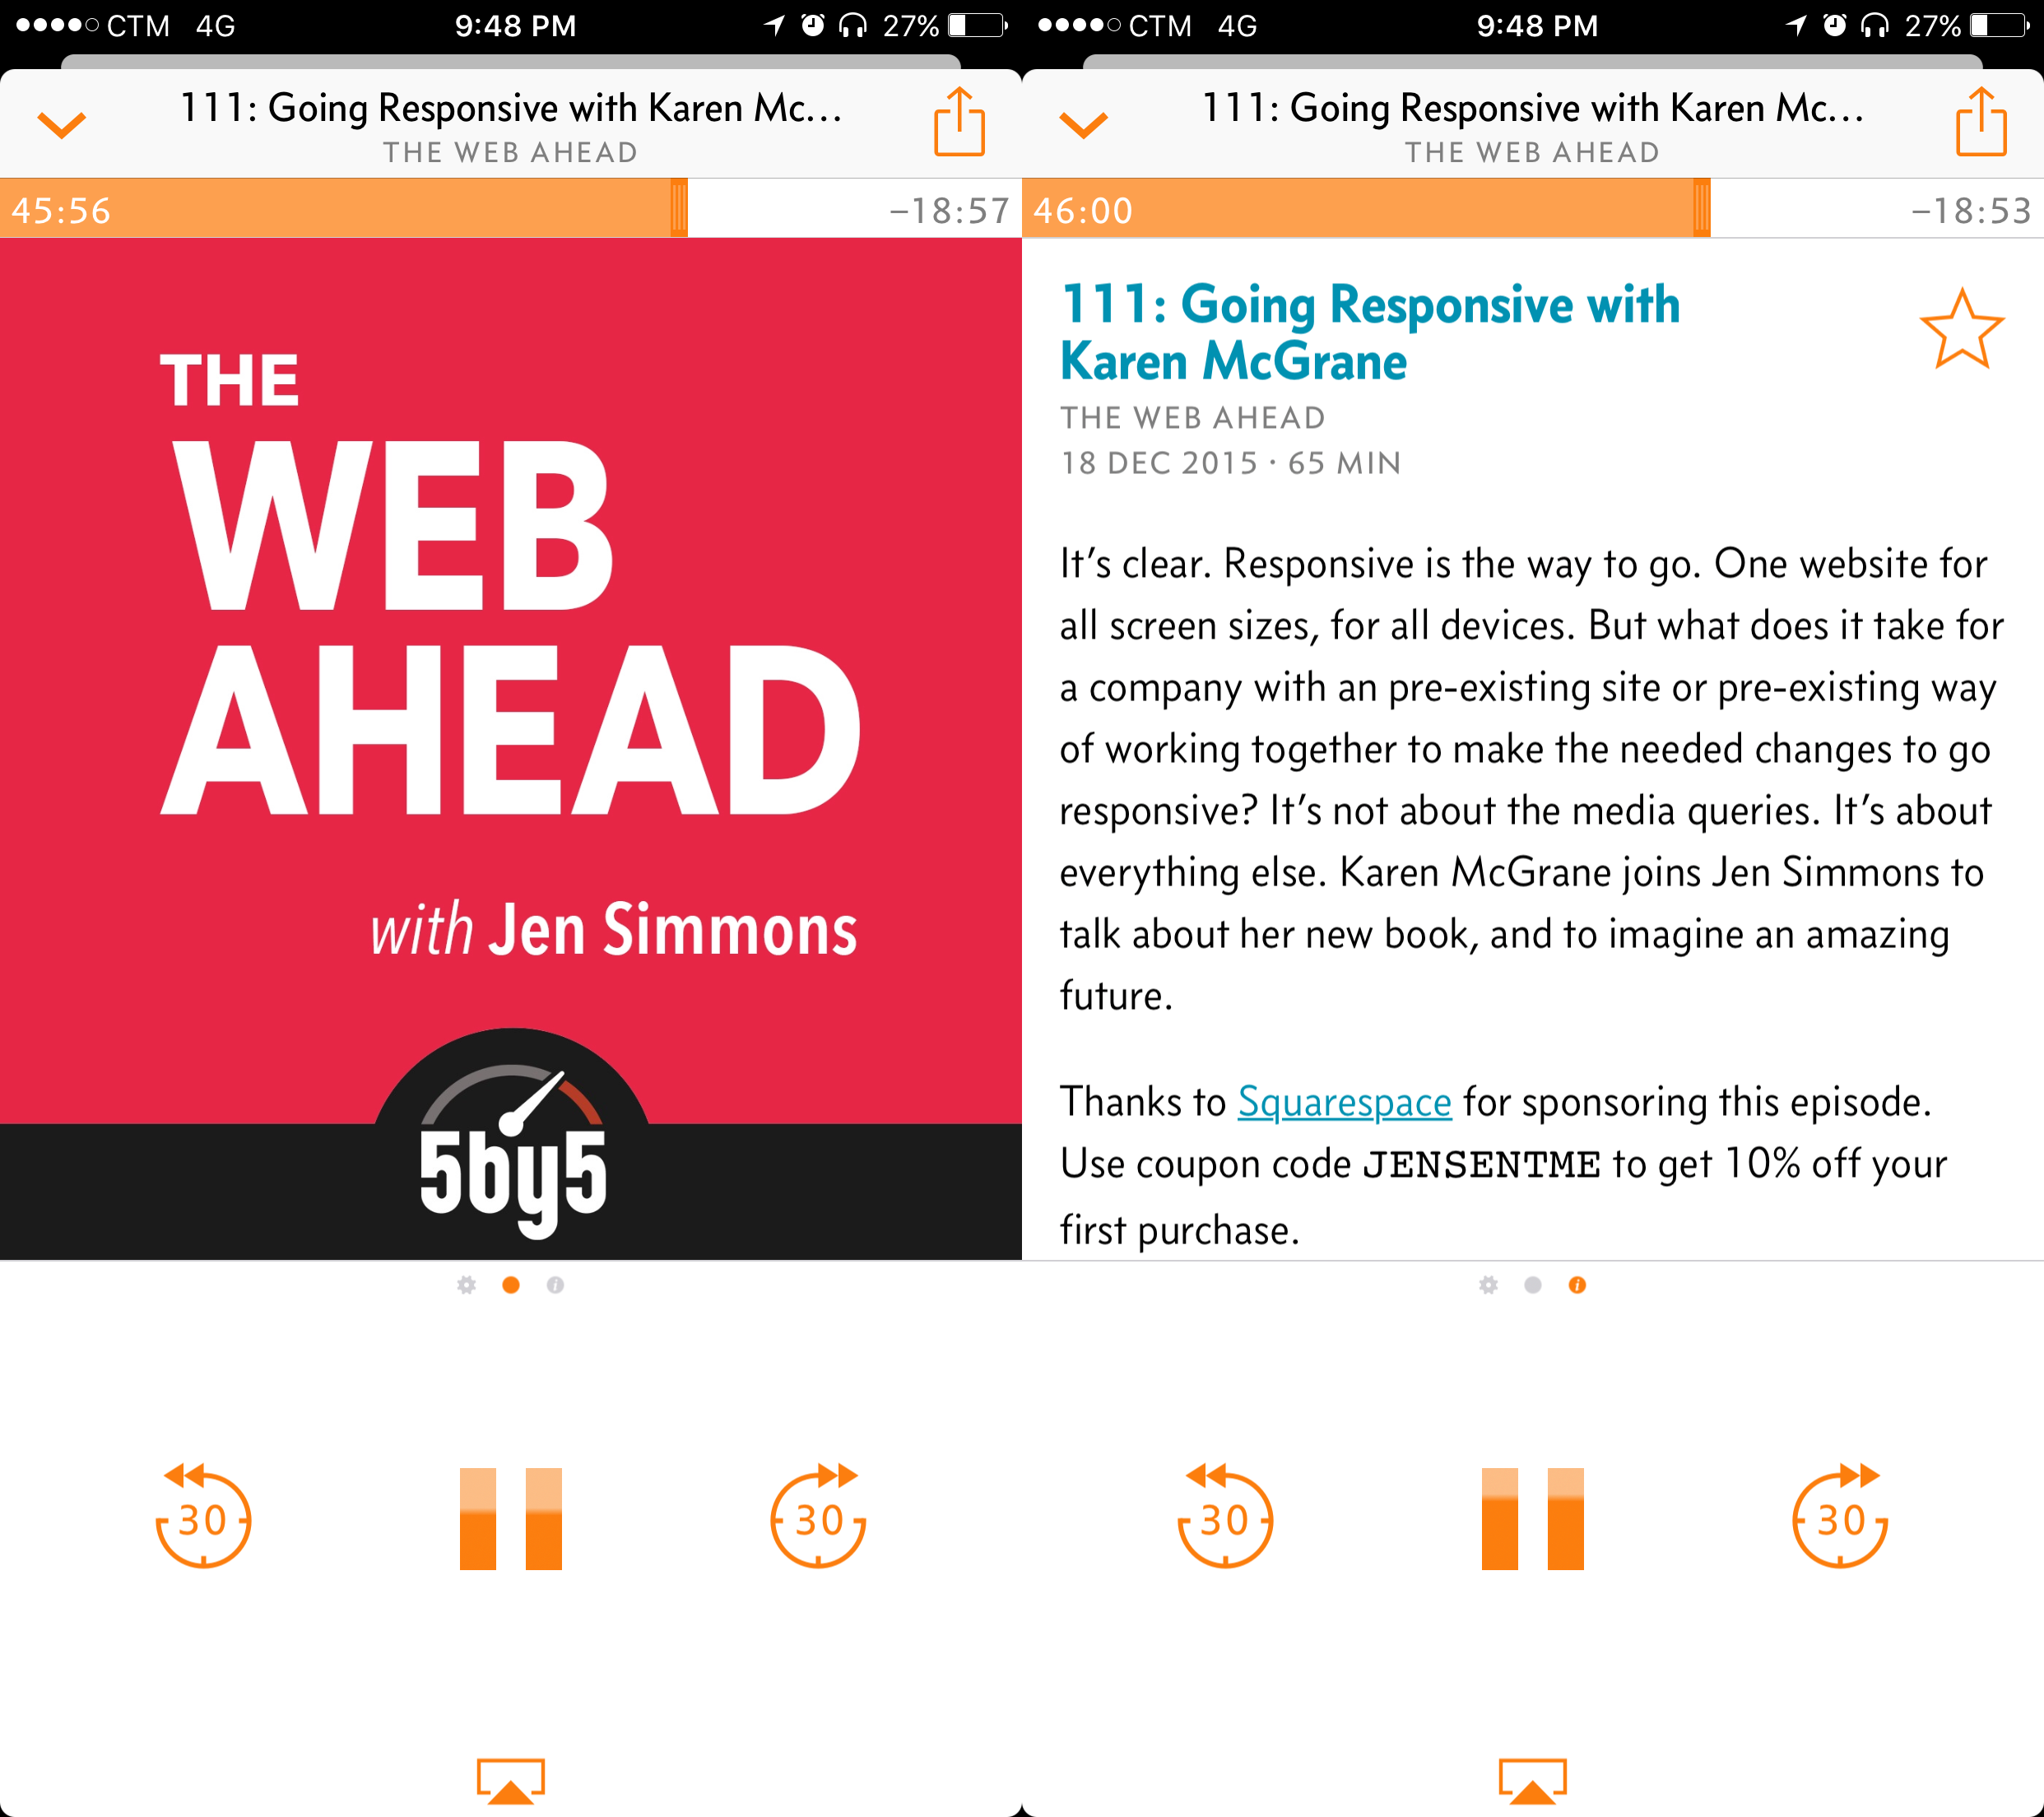 CTM 4G 9:48 PM 27%
111: Going Responsive with Karen Mc...
THE WEB AHEAD
45:56 –18:57
THE
WEB
AHEAD
with Jen Simmons
5by5
30 30
CTM 4G 9:48 PM 27%
111: Going Responsive with Karen Mc...
THE WEB AHEAD
46:00 –18:53
111: Going Responsive with
Karen McGrane
THE WEB AHEAD
18 DEC 2015 · 65 MIN
It’s clear. Responsive is the way to go. One website for
all screen sizes, for all devices. But what does it take for
a company with an pre-existing site or pre-existing way
of working together to make the needed changes to go
responsive? It’s not about the media queries. It’s about
everything else. Karen McGrane joins Jen Simmons to
talk about her new book, and to imagine an amazing
future.
Thanks to Squarespace for sponsoring this episode.
Use coupon code JENSENTME to get 10% off your
first purchase.
30 30